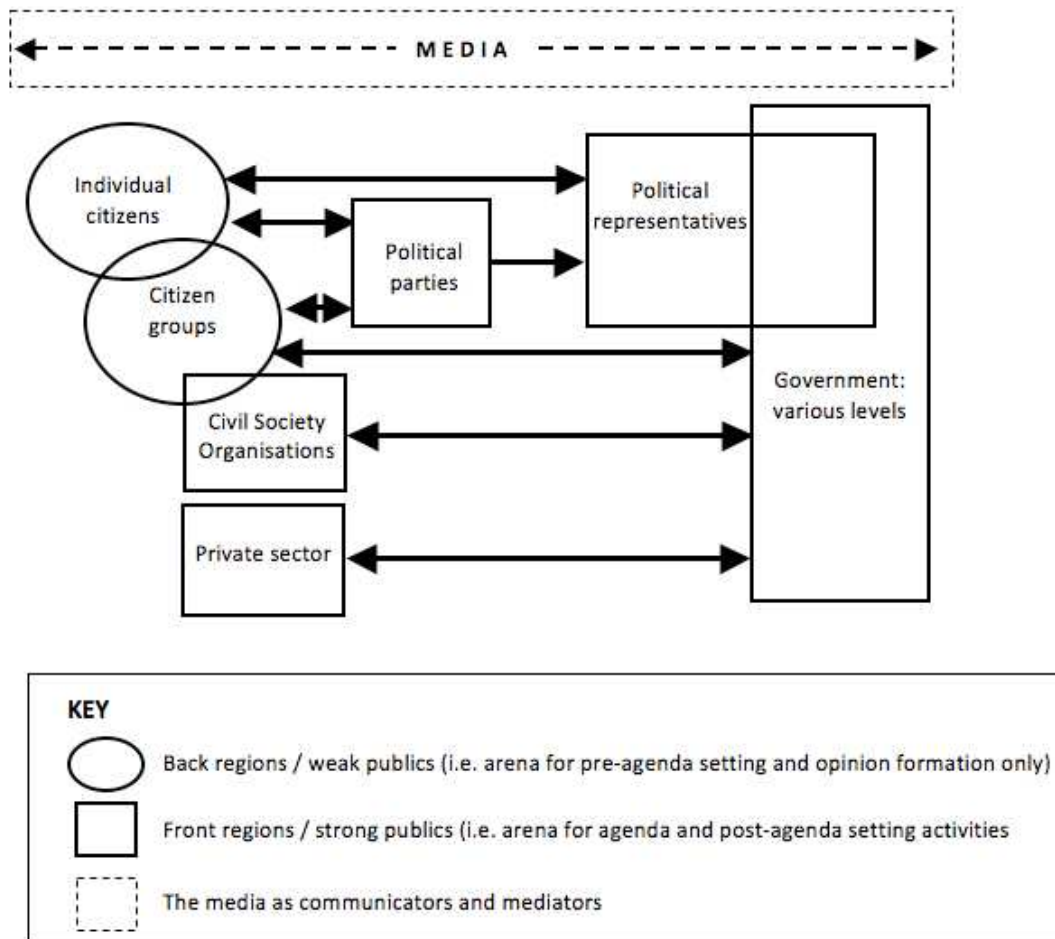 MEDIA
Individual
citizens
Political
representatives
Political
parties
Citizen
groups
Government:
various levels
Civil Society
Organisations
Private sector
KEY
Back regions / weak publics (i.e. arena for pre-agenda setting and opinion formation only)
Front regions / strong publics (i.e. arena for agenda and post-agenda setting activities
The media as communicators and mediators